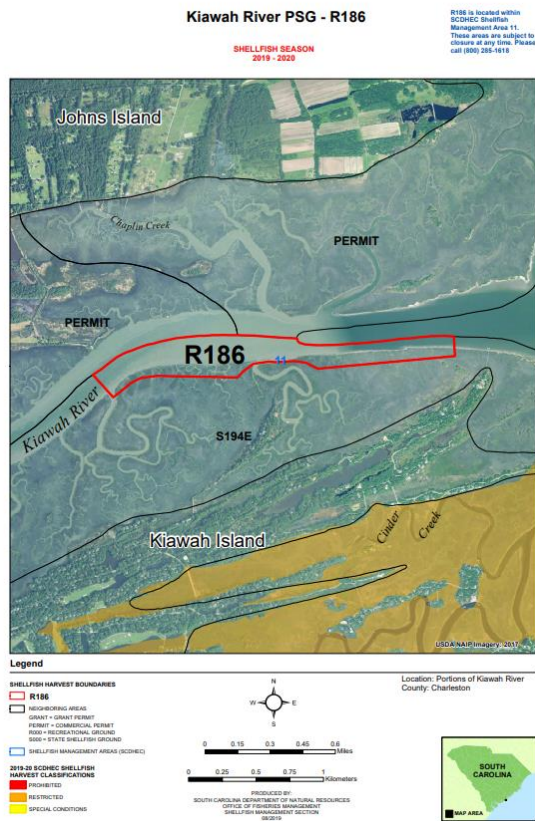 Kiawah River PSG - R186
R186 is located within
SCDHEC Shellfish
Management Area 11.
These areas are subject to
closure at any time. Please
call (800) 285-1618
SHELLFISH SEASON
2019 - 2020
Johns Island
Chaplin Creek
PERMIT
PERMIT
R186
11
Kiawah River
S194E
Kiawah Island
Cinder
Creek
USDA NAIP Imagery, 2017
Legend
SHELLFISH HARVEST BOUNDARIES
R186
NEIGHBORING AREAS
GRANT = GRANT PERMIT
PERMIT = COMMERCIAL PERMIT
R000 = RECREATIONAL GROUND
S000 = STATE SHELLFISH GROUND
SHELLFISH MANAGEMENT AREAS (SCDHEC)
2019-20 SCDHEC SHELLFISH
HARVEST CLASSIFICATIONS
PROHIBITED
RESTRICTED
SPECIAL CONDITIONS
N
W E
S
0 0.15 0.3 0.45 0.6
Miles
0 0.25 0.5 0.75 1
Kilometers
PRODUCED BY:
SOUTH CAROLINA DEPARTMENT OF NATURAL RESOURCES
OFFICE OF FISHERIES MANAGEMENT
SHELLFISH MANAGEMENT SECTION
08/2019
Location: Portions of Kiawah River
County: Charleston
SOUTH
CAROLINA
MAP AREA